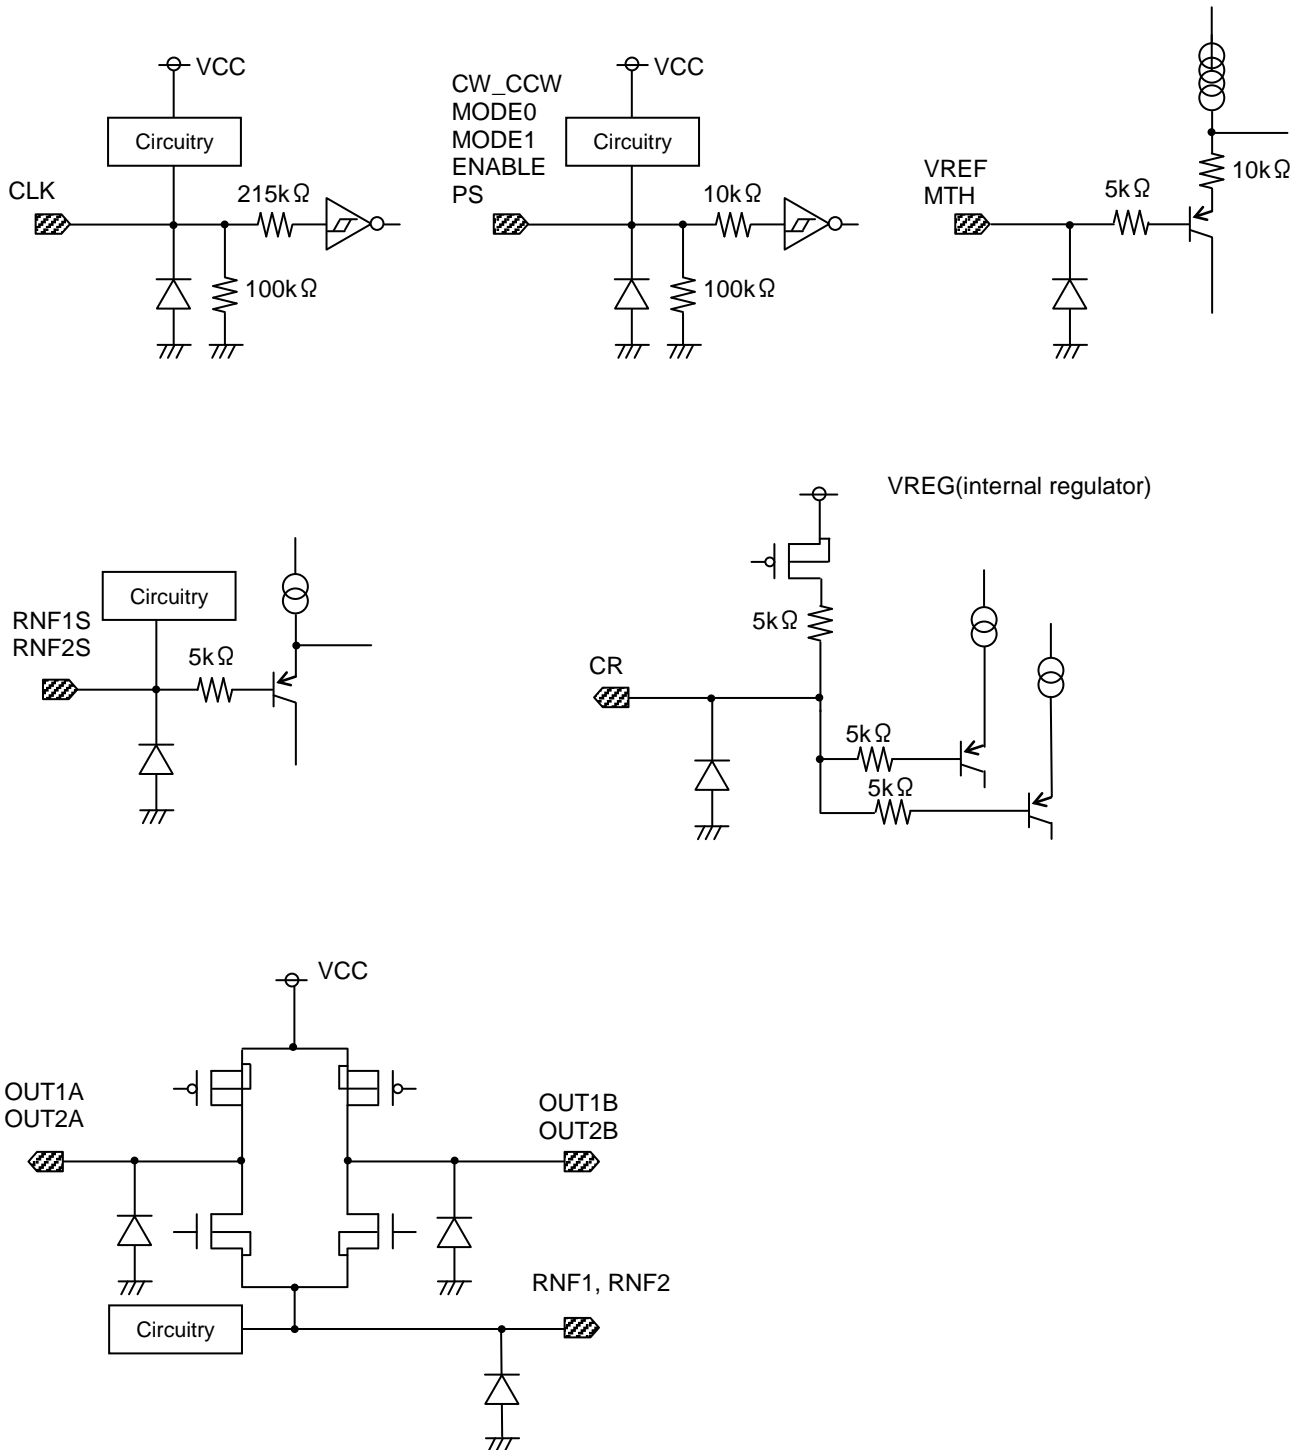 VCC
Circuitry
CLK
215kΩ
100kΩ
CW_CCW
MODE0
MODE1
ENABLE
PS
VCC
Circuitry
10kΩ
100kΩ
VREF
MTH
5kΩ
10kΩ
RNF1S
RNF2S
Circuitry
5kΩ
VREG(internal regulator)
5kΩ
CR
5kΩ
5kΩ
VCC
OUT1A
OUT2A
OUT1B
OUT2B
RNF1, RNF2
Circuitry